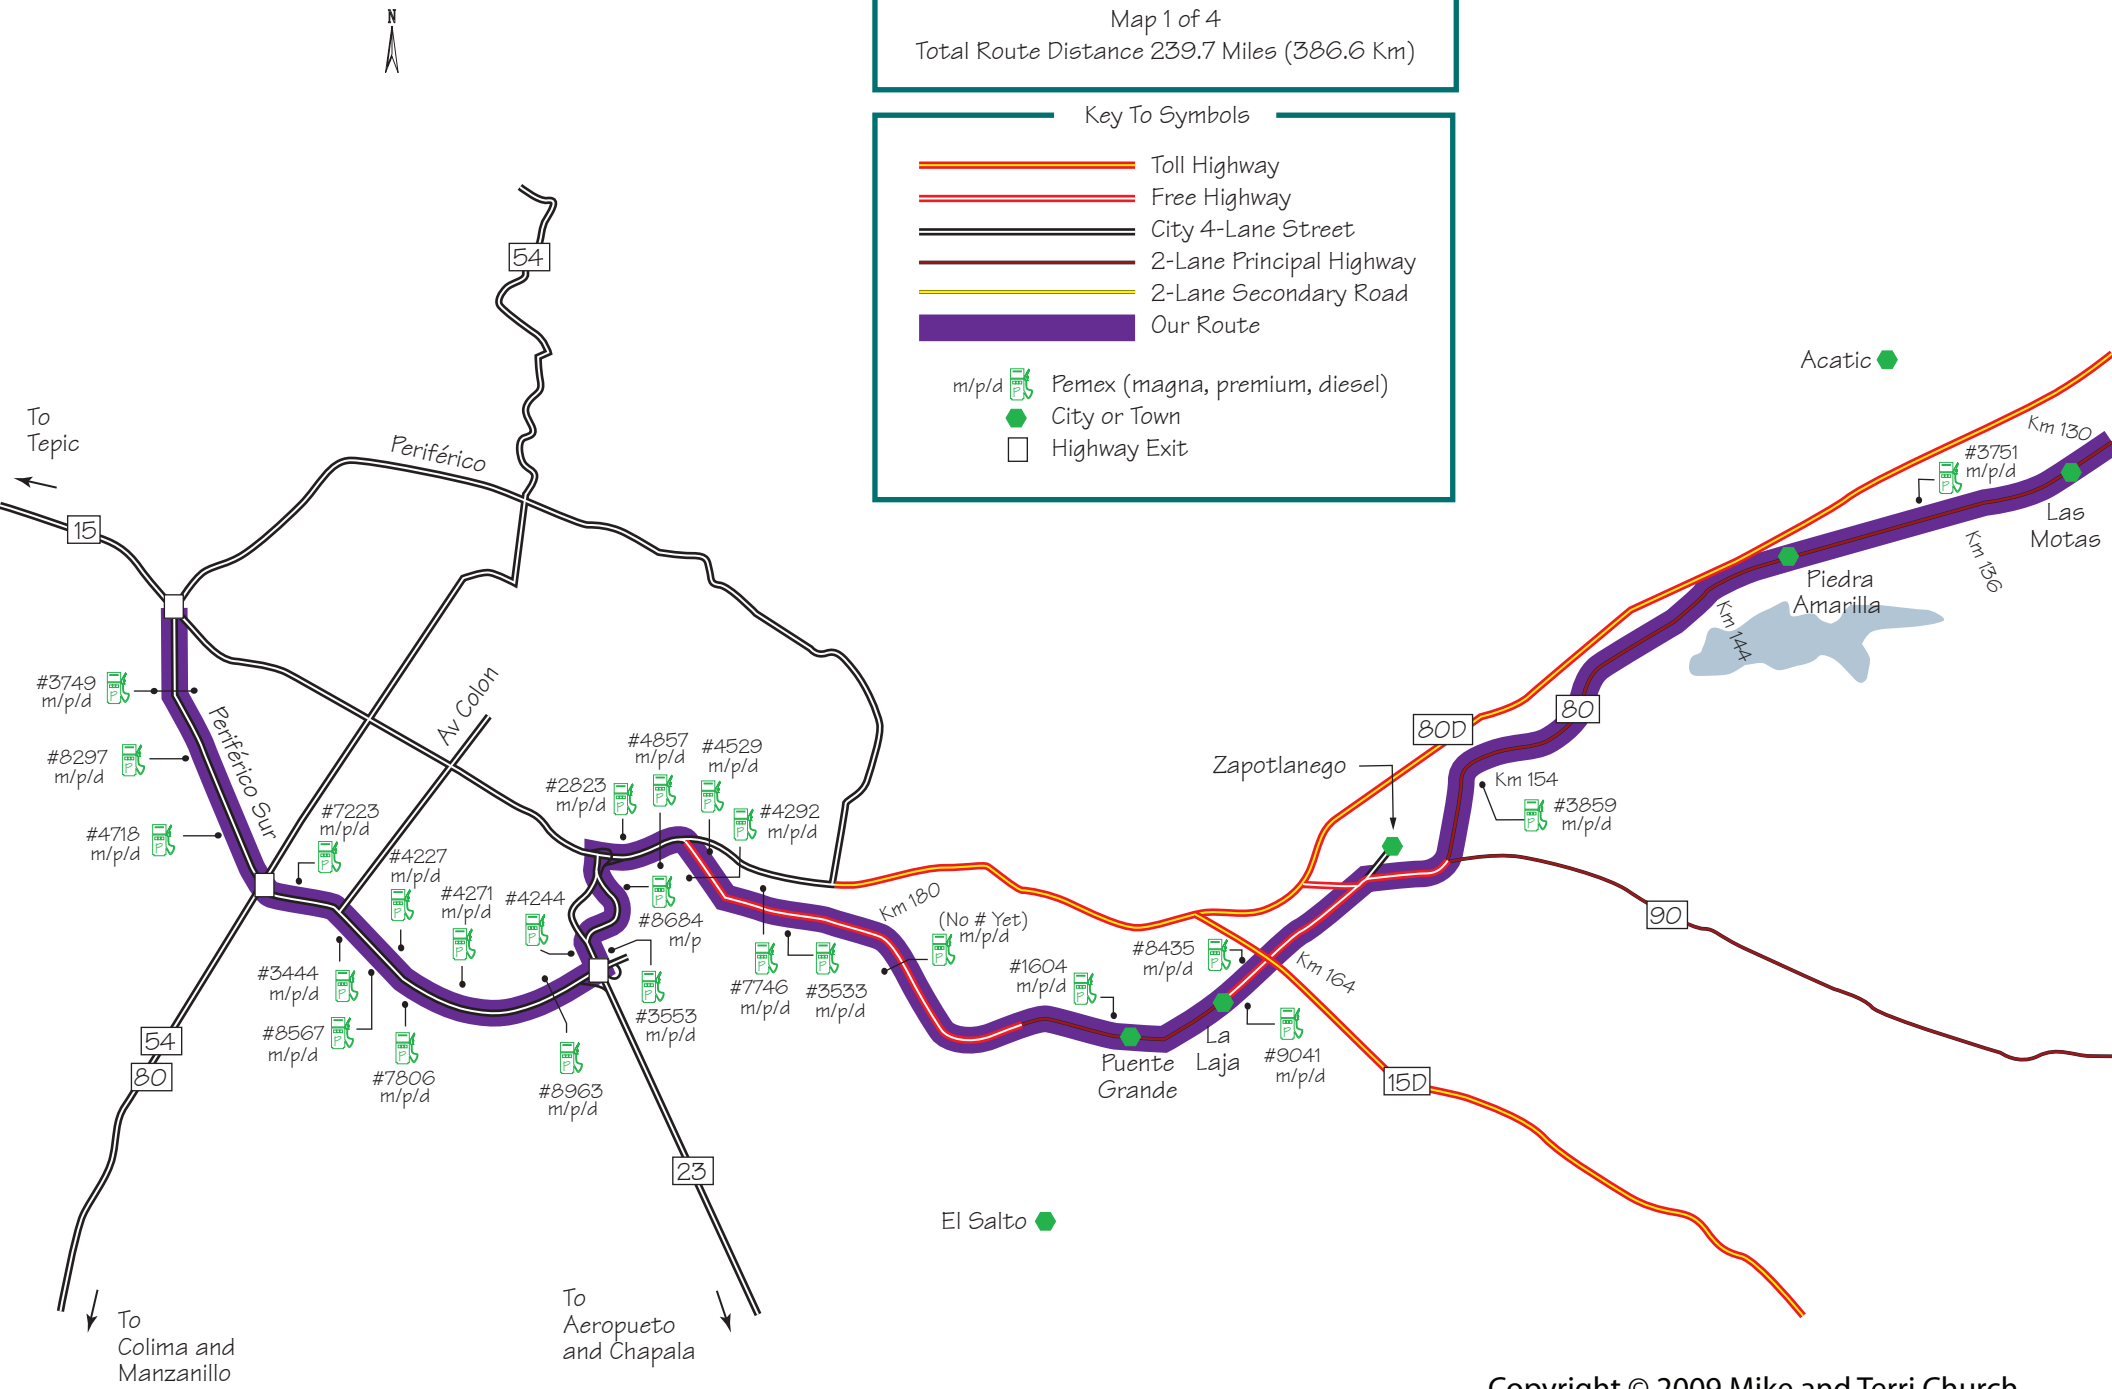 N
Map 1 of 4
Total Route Distance 239.7 Miles (386.6 Km)
Key To Symbols
Toll Highway
Free Highway
City 4-Lane Street
2-Lane Principal Highway
2-Lane Secondary Road
Our Route
m/p/d P Pemex (magna, premium, diesel)
City or Town
Highway Exit
54
Acatic
To
Tepic
Periférico
15
Km 130
#3751
m/p/d
Las
Motas
Km 136
Piedra
Amarilla
Km 144
80
80D
#3749
m/p/d
Periférico Sur
#8297
m/p/d
#4718
m/p/d
Av Colon
#7223
m/p/d
#4227
m/p/d
#4271
m/p/d
#4244
#2823
m/p/d
#4857
m/p/d
#4529
m/p/d
#4292
m/p/d
Zapotlanego
Km 154
#3859
m/p/d
90
Km 180
(No # Yet)
m/p/d
#8684
m/p
#3444
m/p/d
#8567
m/p/d
#7806
m/p/d
#8963
m/p/d
#3553
m/p/d
#7746
m/p/d
#3533
m/p/d
#1604
m/p/d
#8435
m/p/d
Km 164
Puente
Grande
La
Laja
#9041
m/p/d
15D
54
80
23
El Salto
To
Colima and
Manzanillo
To
Aeropueto
and Chapala
Copyright © 2009 Mike and Terri Church